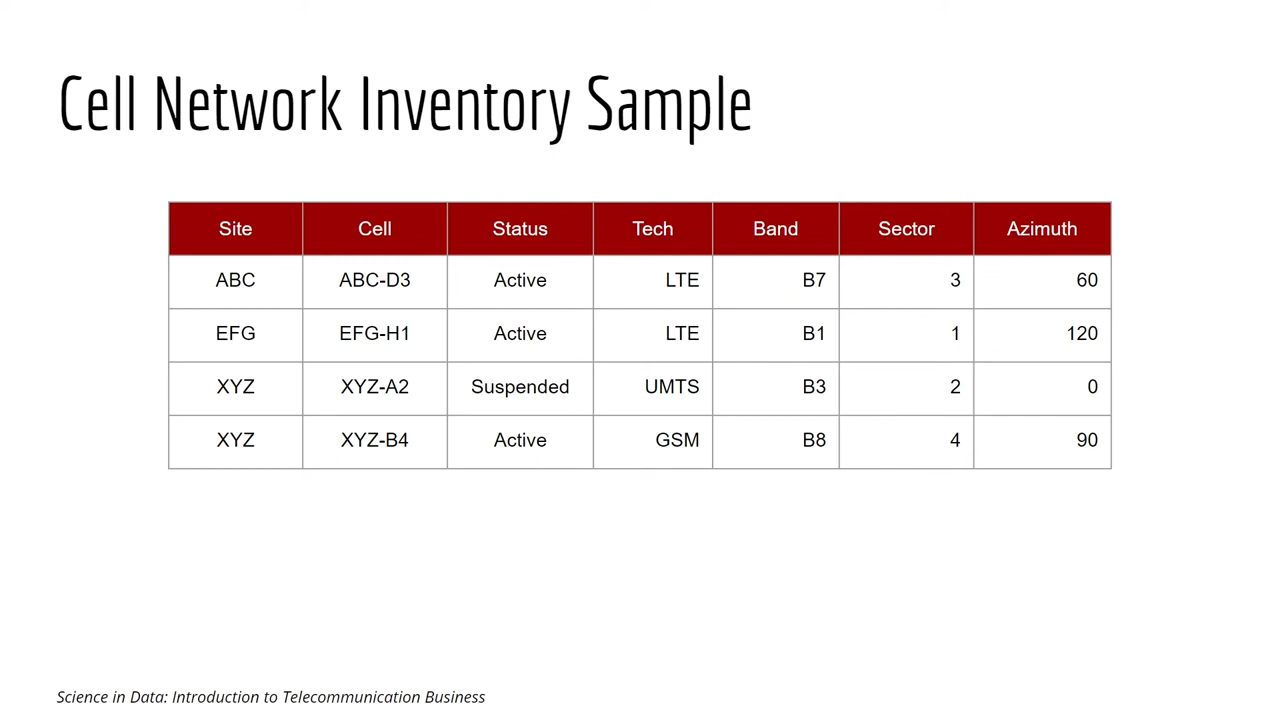 Cell Network Inventory Sample
Site Cell Status Tech Band Sector Azimuth
ABC ABC-D3 Active LTE B7 3 60
EFG EFG-H1 Active LTE B1 1 120
XYZ XYZ-A2 Suspended UMTS B3 2 0
XYZ XYZ-B4 Active GSM B8 4 90
Science in Data: Introduction to Telecommunication Business